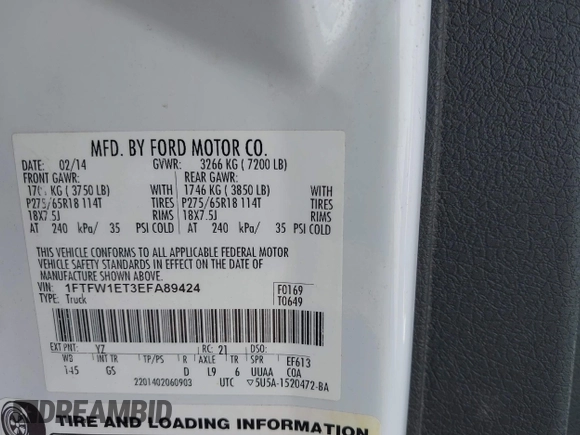 MFD. BY FORD MOTOR CO.
DATE: 02/14 GVWR: 3266 KG (7200 LB)
FRONT GAWR: REAR GAWR:
KG (3750 LB) WITH 1746 KG (3850 LB) WITH
P275/65R18 114T TIRES P275/65R18 114T TIRES
18X7.5J RIMS 18X7.5J RIMS
AT 240 kPa/ 35 PSI COLD AT 240 kPa/ 35 PSI COLD
THIS VEHICLE CONFORMS TO ALL APPLICABLE FEDERAL MOTOR
VEHICLE SAFETY STANDARDS IN EFFECT ON THE DATE OF
MANUFACTURE SHOWN ABOVE.
VIN: 1FTFW1ET3EFA89424 F0169
TYPE: Truck T0649
EXT PNT: YZ RC: 21 DSO:
WB INT TR TP/PS R AXLE TR SPR EF613
145 GS D L9 6 UUAA COA
2201402060903 UTC ▽5U5A-1520472-BA
DREAMBID
TIRE AND LOADING INFORMATION